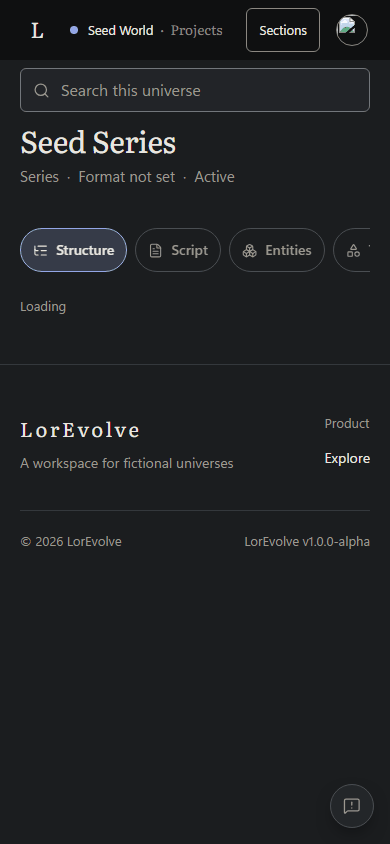 L Seed World · Projects Sections
Search this universe
Seed Series
Series · Format not set · Active
Structure Script Entities
Loading
LorEvolve Product
A workspace for fictional universes Explore
© 2026 LorEvolve LorEvolve v1.0.0-alpha